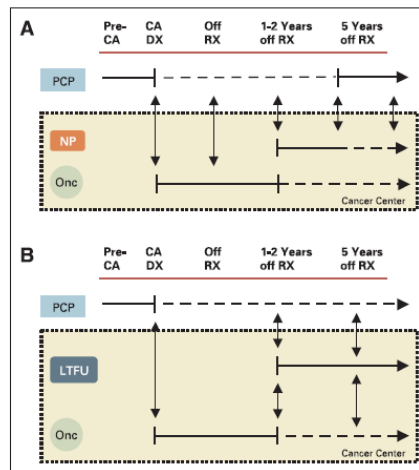 A
Pre- CA Off 1-2 Years 5 Years
CA DX RX off RX off RX
PCP
NP
Onc
Cancer Center
B
Pre- CA Off 1-2 Years 5 Years
CA DX RX off RX off RX
PCP
LTFU
Onc
Cancer Center